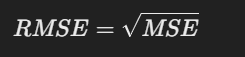 RMSE = √MSE